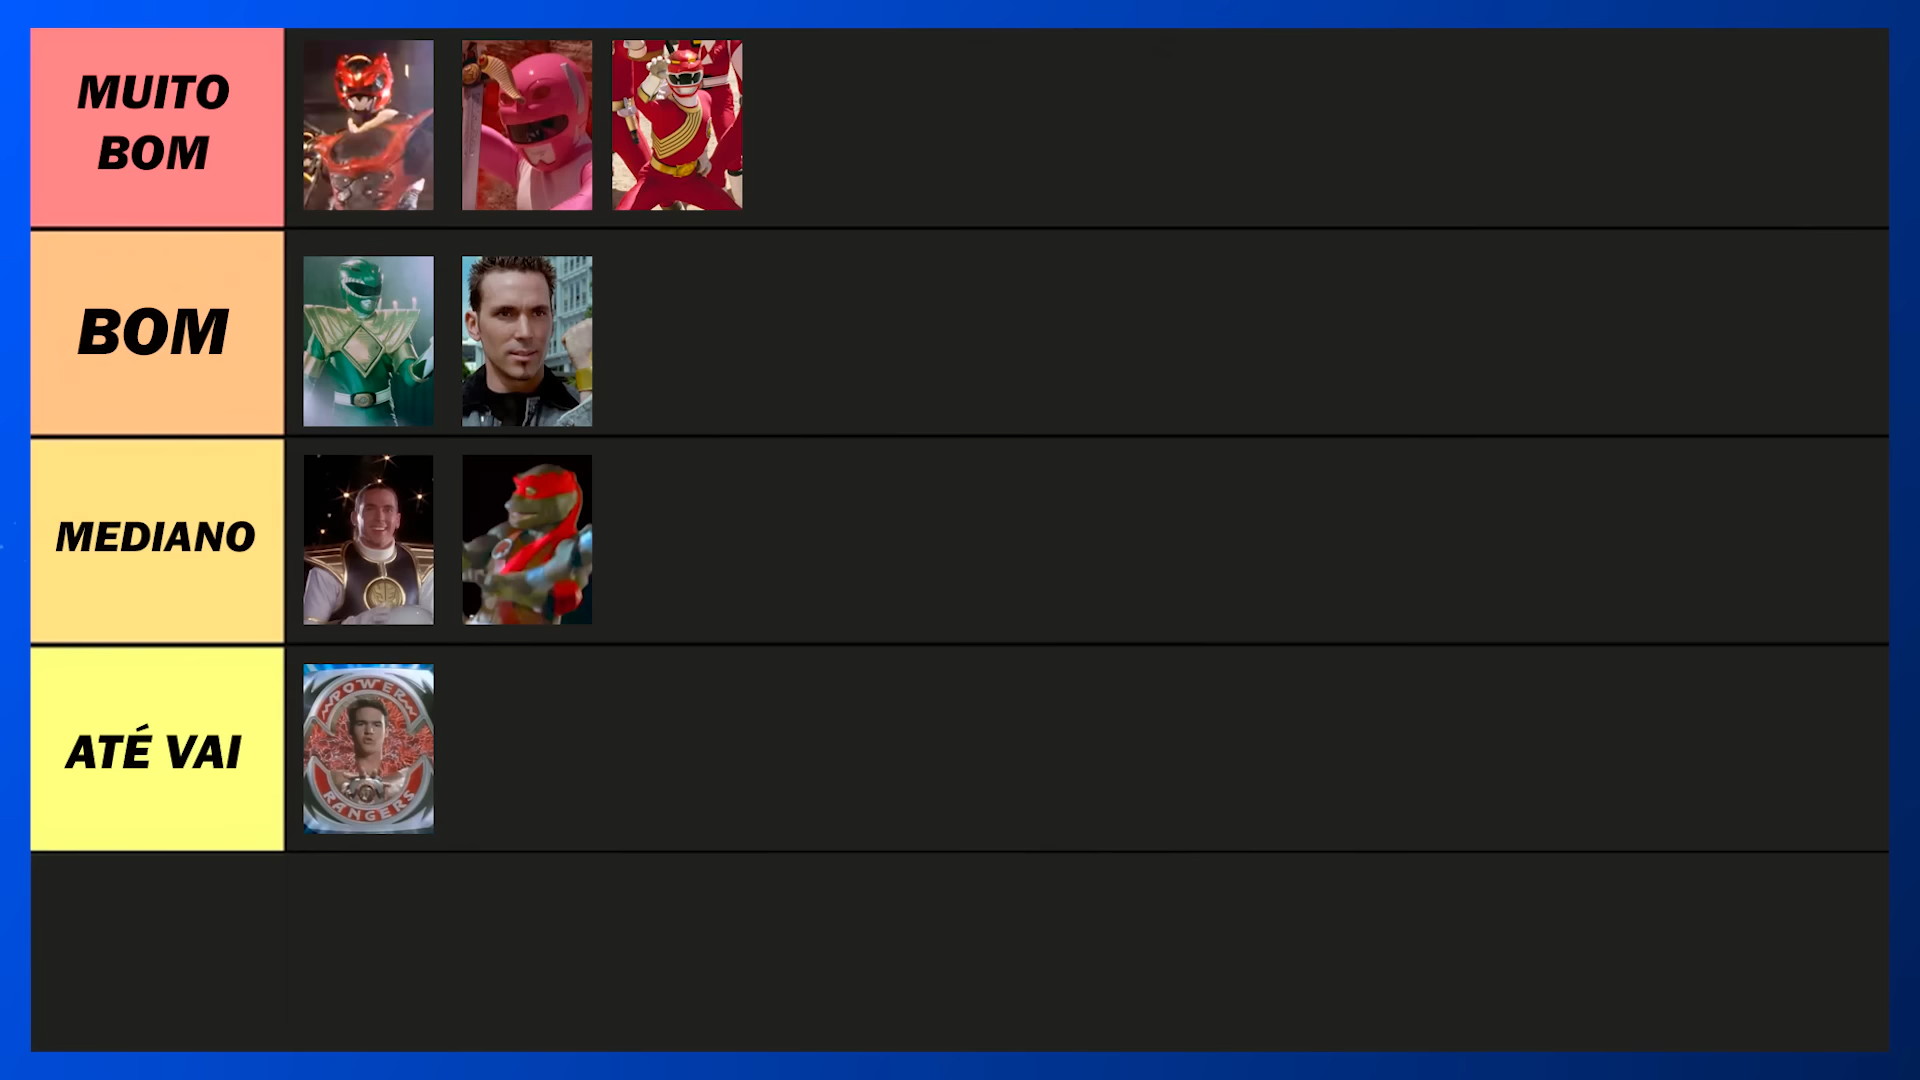 MUITO
BOM
BOM
MEDIANO
ATÉ VAI
POWER
RANGERS